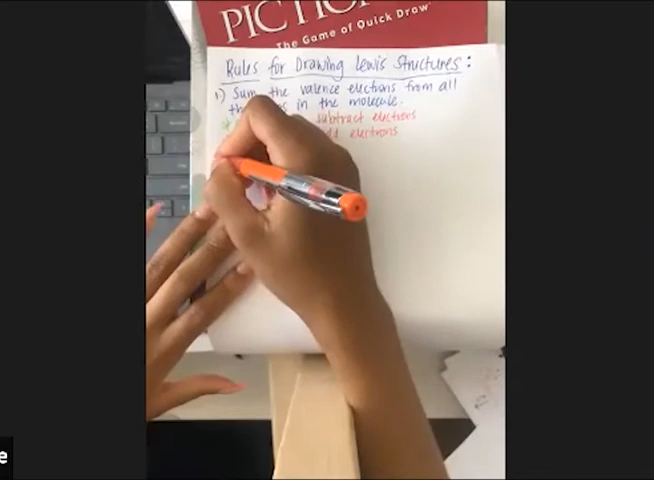 PICTIO
The Game of Quick Draw
Rules for Drawing Lewis Structures:
1.) Sum the valence electrons from all
in the molecule.
subtract electrons
electrons
e